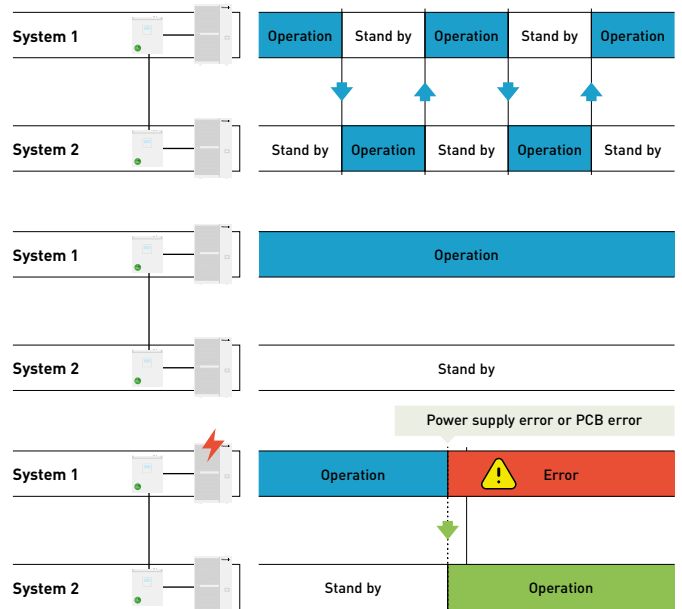 System 1
Operation Stand by Operation Stand by Operation
System 2
Stand by Operation Stand by Operation Stand by
System 1
Operation
System 2
Stand by
Power supply error or PCB error
System 1
Operation Error
System 2
Stand by Operation